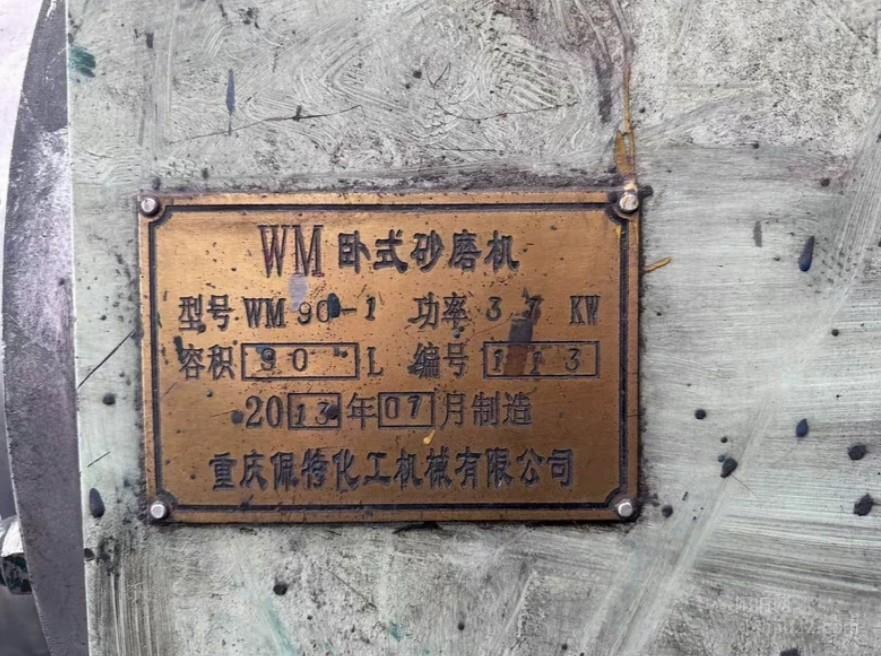 WM 卧式砂磨机
型号 WM 90-1 功率 37 KW
容积 90 L 编号 113
2013年07月制造
重庆佩特化工机械有限公司